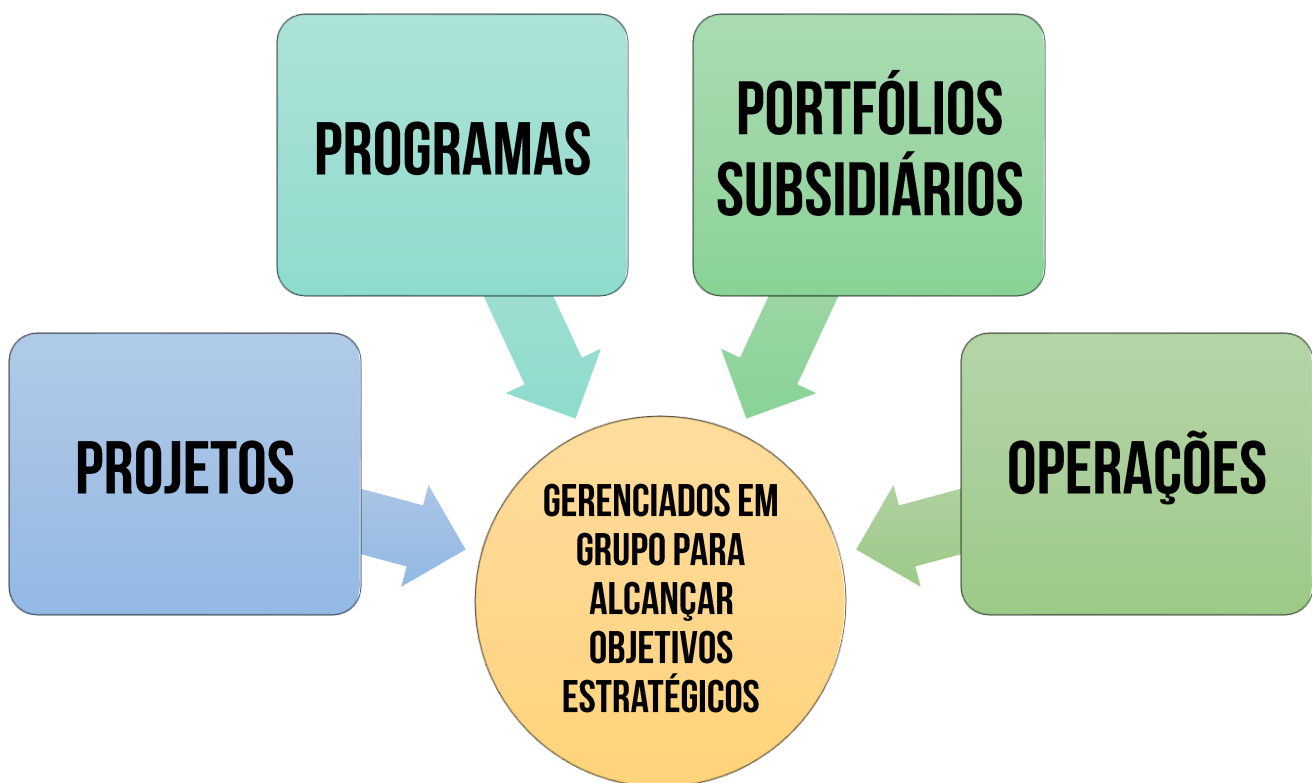 PROGRAMAS
PORTFÓLIOS
SUBSIDIÁRIOS
PROJETOS
OPERAÇÕES
GERENCIADOS EM
GRUPO PARA
ALCANÇAR
OBJETIVOS
ESTRATÉGICOS